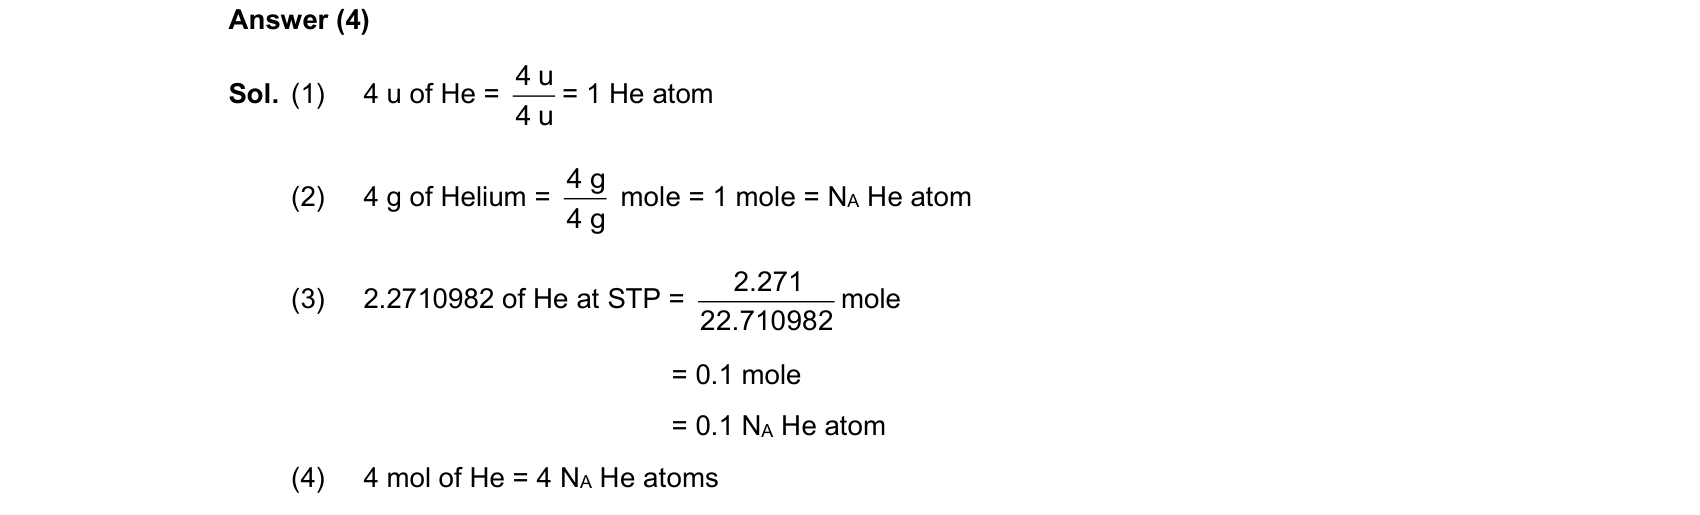 Answer (4)
Sol. (1) 4 u of He = 4 u / 4 u = 1 He atom
(2) 4 g of Helium = 4 g / 4 g mole = 1 mole = NA He atom
(3) 2.2710982 of He at STP = 2.271 / 22.710982 mole
= 0.1 mole
= 0.1 NA He atom
(4) 4 mol of He = 4 NA He atoms